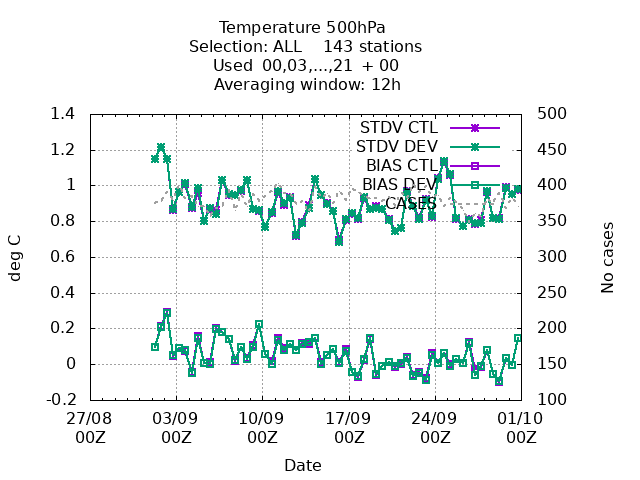 Temperature 500hPa
Selection: ALL    143 stations
Used 00,03,...,21 + 00
Averaging window: 12h
1.4
1.2
1
0.8
0.6
0.4
0.2
0
-0.2
500
450
400
350
300
250
200
150
100
STDV CTL
STDV DEV
BIAS CTL
BIAS DEV
CASES
deg C
No cases
27/08 03/09 10/09 17/09 24/09 01/10
00Z 00Z 00Z 00Z 00Z 00Z
Date